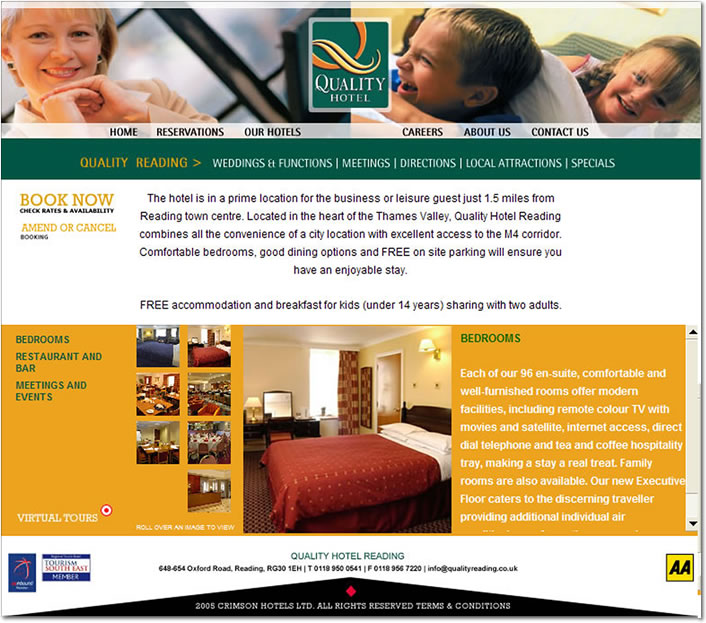 QUALITY
HOTEL
HOME RESERVATIONS OUR HOTELS CAREERS ABOUT US CONTACT US
QUALITY READING > WEDDINGS & FUNCTIONS | MEETINGS | DIRECTIONS | LOCAL ATTRACTIONS | SPECIALS
BOOK NOW
CHECK RATES & AVAILABILITY
AMEND OR CANCEL
BOOKING
The hotel is in a prime location for the business or leisure guest just 1.5 miles from
Reading town centre. Located in the heart of the Thames Valley, Quality Hotel Reading
combines all the convenience of a city location with excellent access to the M4 corridor.
Comfortable bedrooms, good dining options and FREE on site parking will ensure you
have an enjoyable stay.
FREE accommodation and breakfast for kids (under 14 years) sharing with two adults.
BEDROOMS
RESTAURANT AND
BAR
MEETINGS AND
EVENTS
VIRTUAL TOURS
ROLL OVER AN IMAGE TO VIEW
BEDROOMS
Each of our 96 en-suite, comfortable and
well-furnished rooms offer modern
facilities, including remote colour TV with
movies and satellite, internet access, direct
dial telephone and tea and coffee hospitality
tray, making a stay a real treat. Family
rooms are also available. Our new Executive
Floor caters to the discerning traveller
providing additional individual air
TOURISM
SOUTH EAST
MEMBER
QUALITY HOTEL READING
648-654 Oxford Road, Reading, RG30 1EH | T 0118 950 0541 | F 0118 956 7220 | info@qualityreading.co.uk
AA
2005 CRIMSON HOTELS LTD. ALL RIGHTS RESERVED TERMS & CONDITIONS